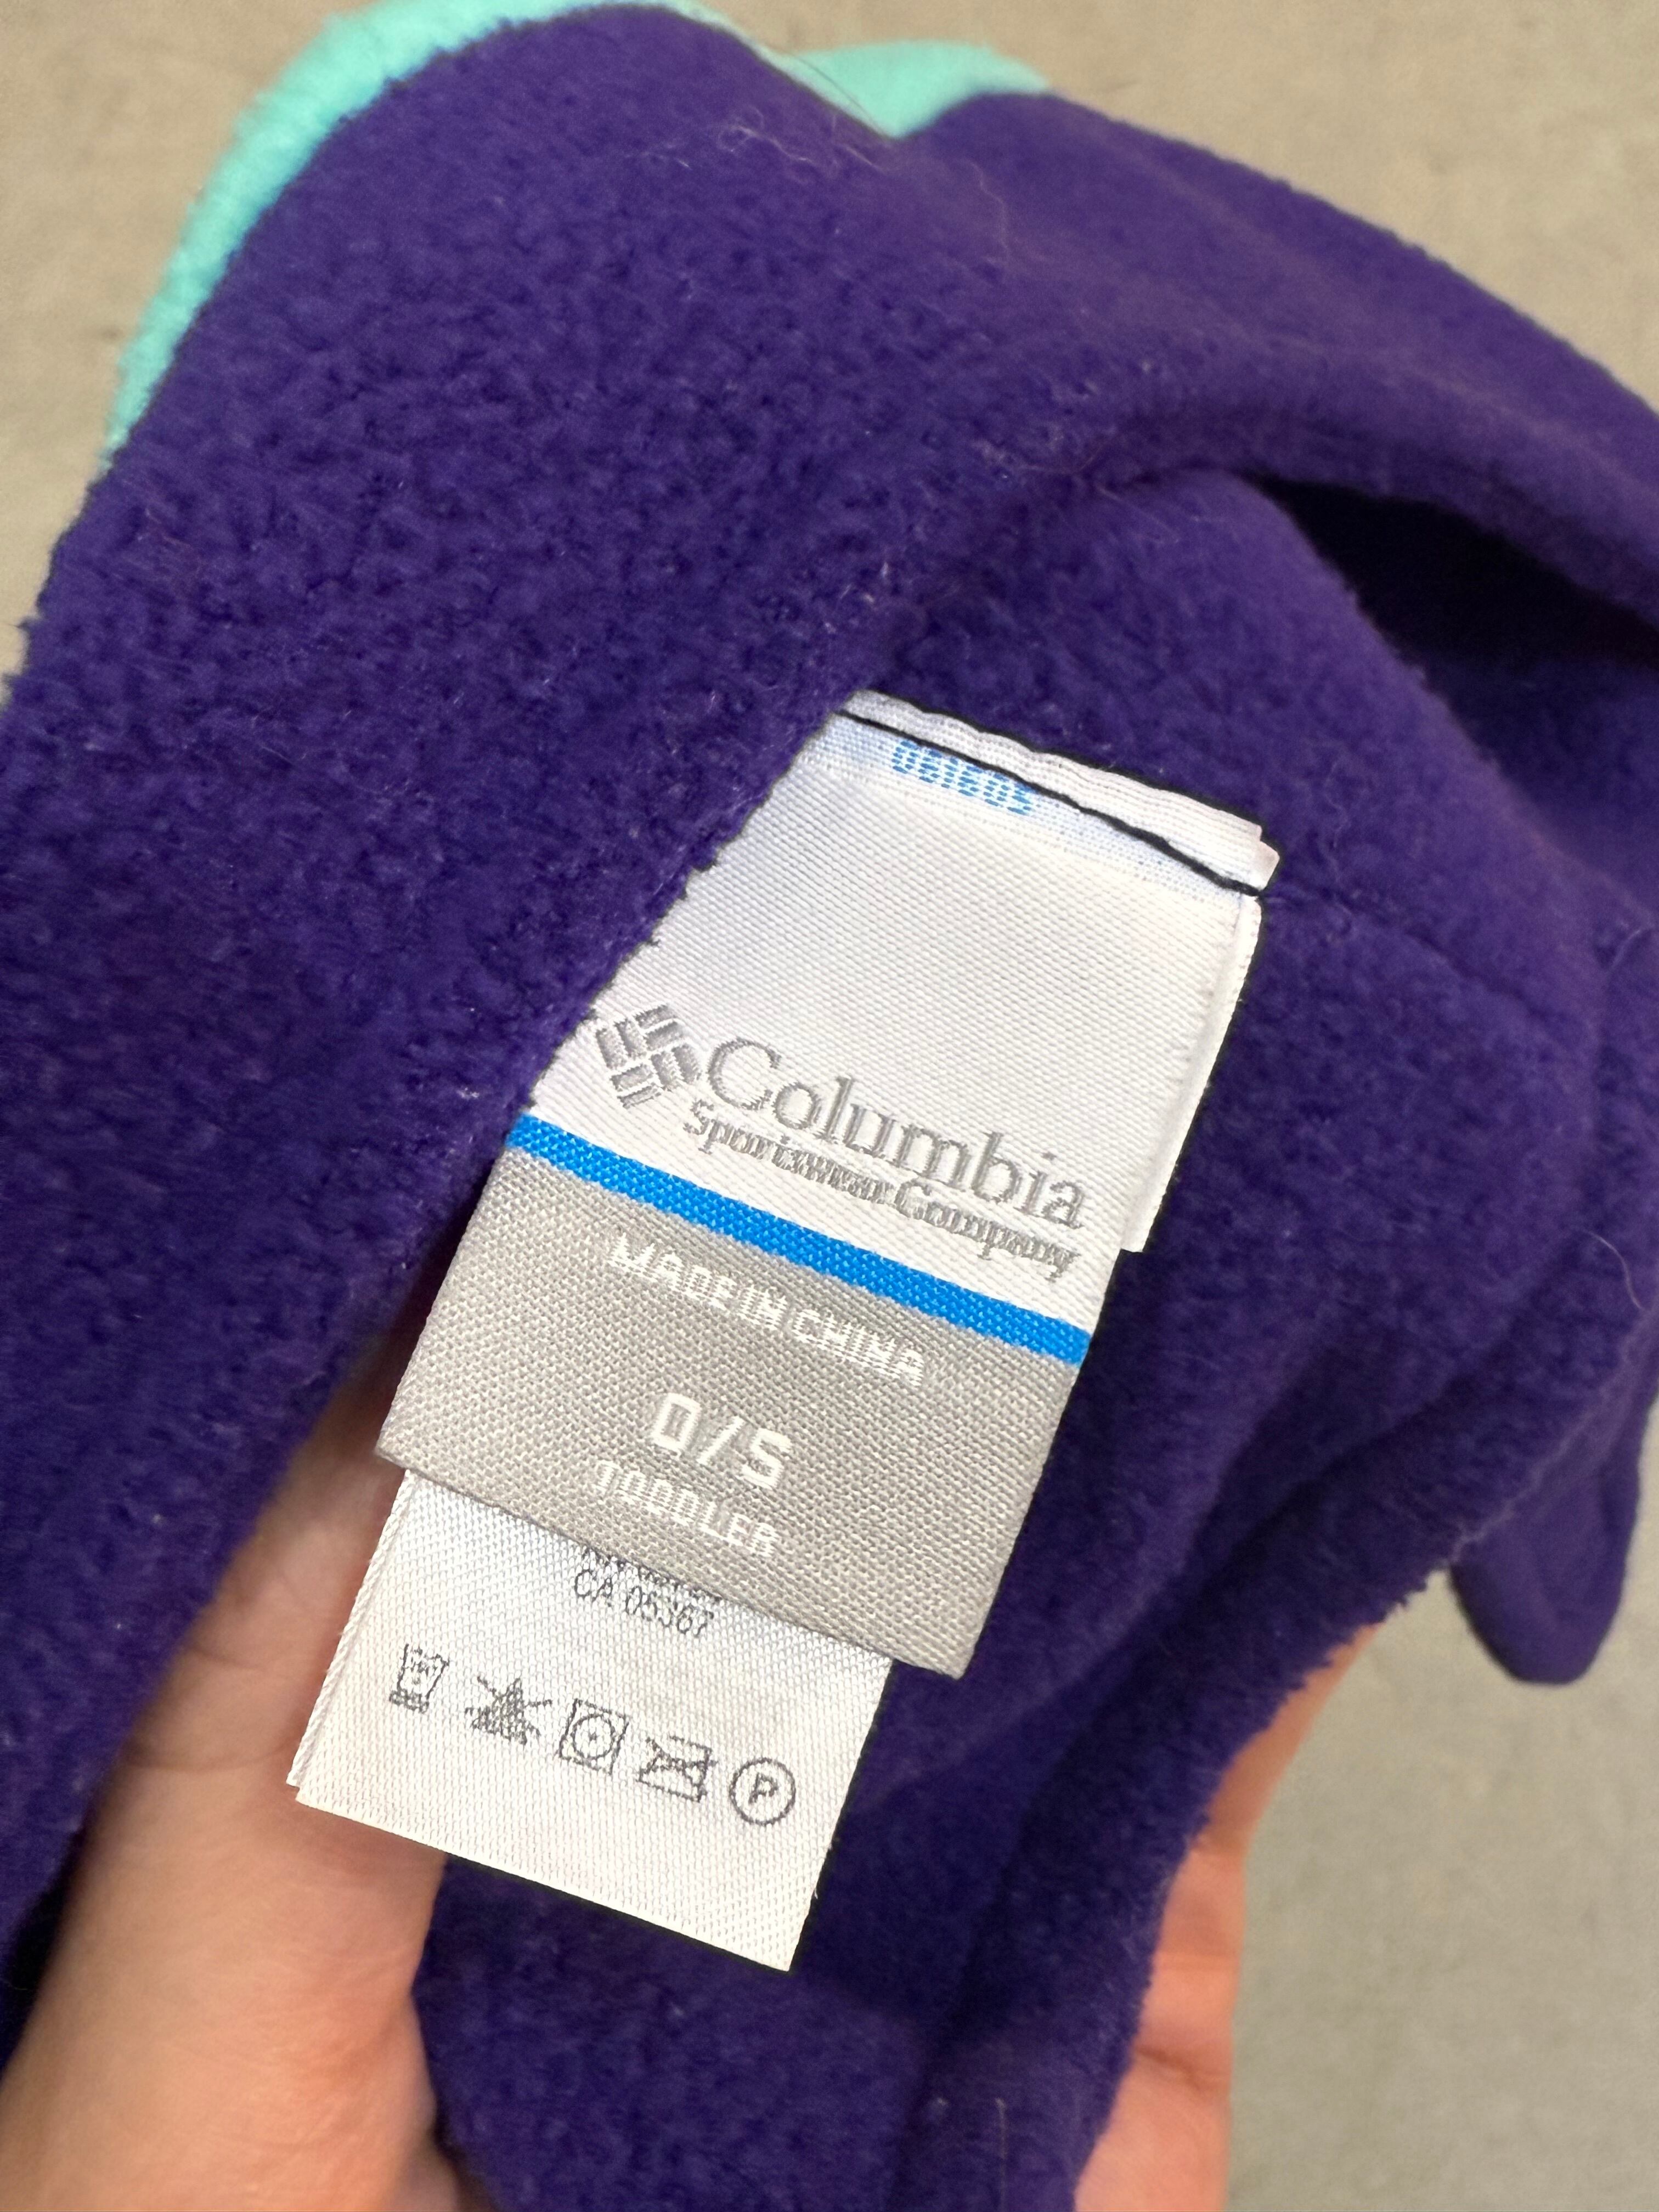 Columbia
Sportswear Company
MADE IN CHINA
O/S
TODDLER
CA 05367
P